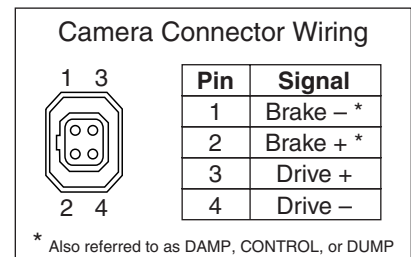 Camera Connector Wiring
1 3
2 4
Pin Signal
1 Brake – *
2 Brake + *
3 Drive +
4 Drive –
* Also referred to as DAMP, CONTROL, or DUMP